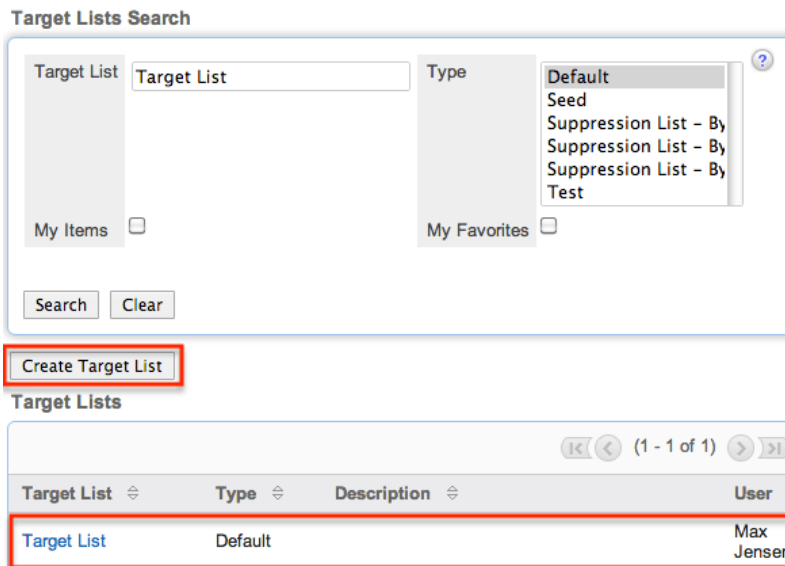 Target Lists Search
Target List Target List Type Default
Seed
Suppression List – By
Suppression List – By
Suppression List – By
Test
?
My Items My Favorites
Search Clear
Create Target List
Target Lists
(1 - 1 of 1)
Target List Type Description User
Target List Default Max
Jensen